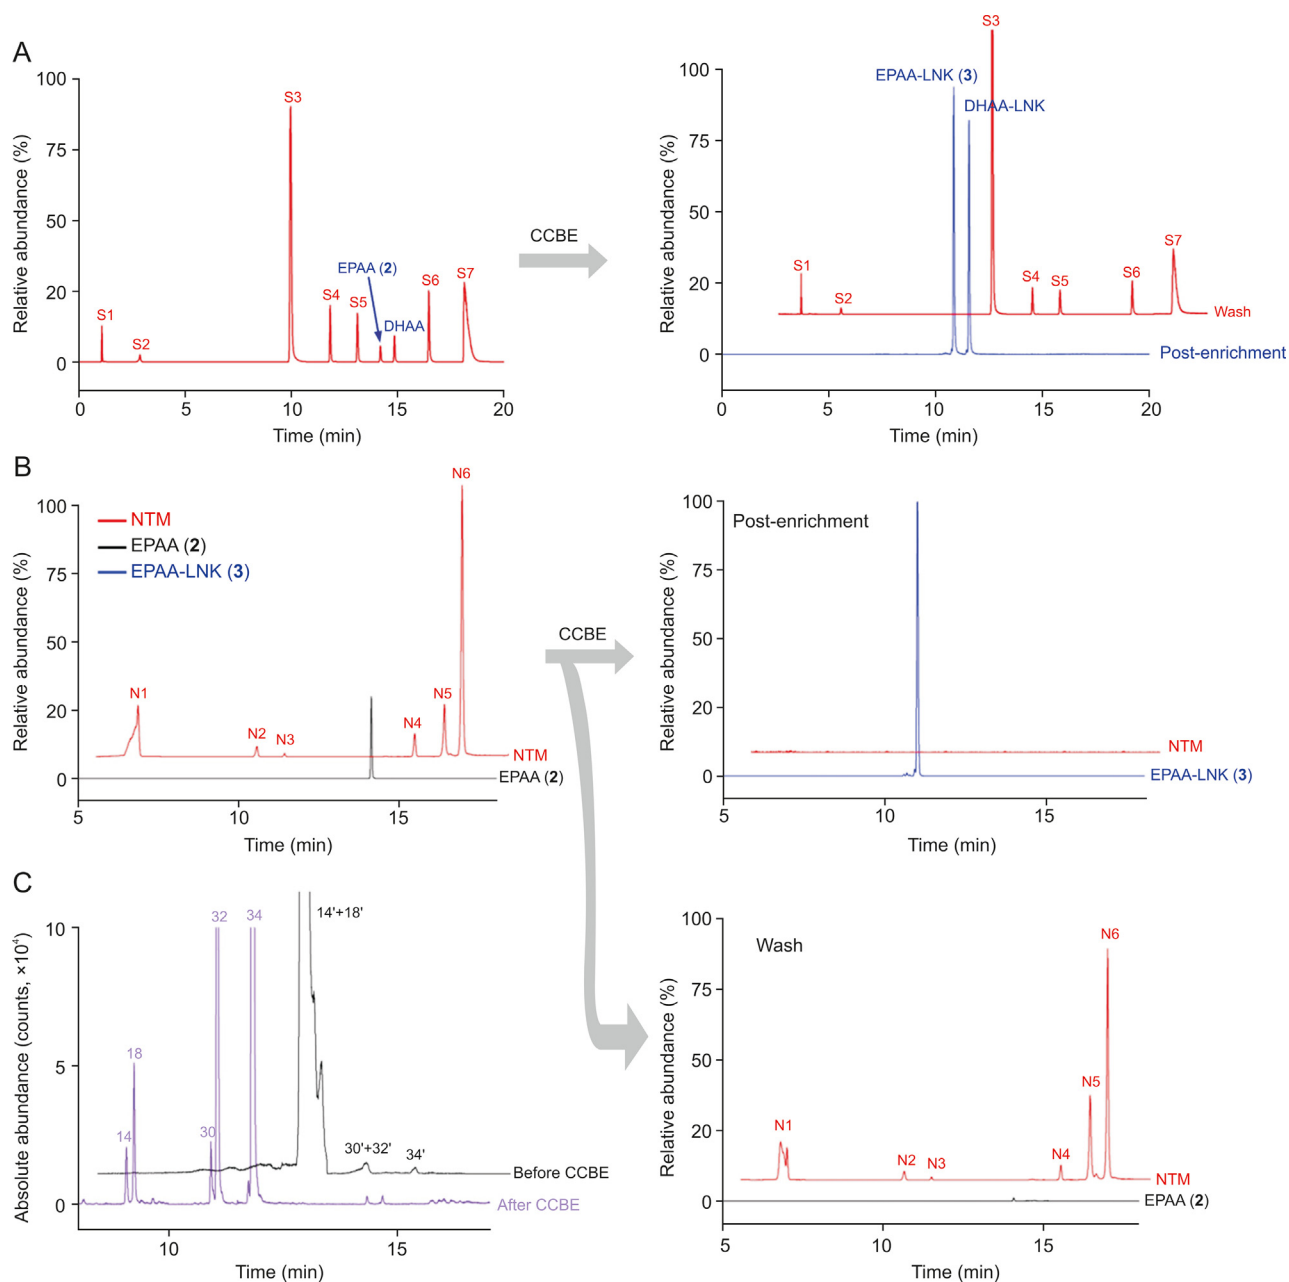 A
100
75
50
20
0
Relative abundance (%)
S1
S2
S3
S4
S5
EPAA (2)
DHAA
S6
S7
0
5
10
15
20
Time (min)
CCBE
100
75
50
20
0
Relative abundance (%)
S3
EPAA-LNK (3)
DHAA-LNK
S1
S2
S4
S5
S6
S7
Wash
Post-enrichment
0
5
10
15
20
Time (min)
B
100
75
50
20
0
Relative abundance (%)
NTM
EPAA (2)
EPAA-LNK (3)
N1
N2
N3
N4
N5
N6
NTM
EPAA (2)
5
10
15
Time (min)
CCBE
100
75
50
20
0
Relative abundance (%)
Post-enrichment
NTM
EPAA-LNK (3)
5
10
15
Time (min)
C
10
5
0
Absolute abundance (counts, ×10⁴)
14
18
30
32
34
14'+18'
30'+32'
34'
Before CCBE
After CCBE
10
15
Time (min)
100
75
50
20
0
Relative abundance (%)
Wash
N1
N2
N3
N4
N5
N6
NTM
EPAA (2)
5
10
15
Time (min)